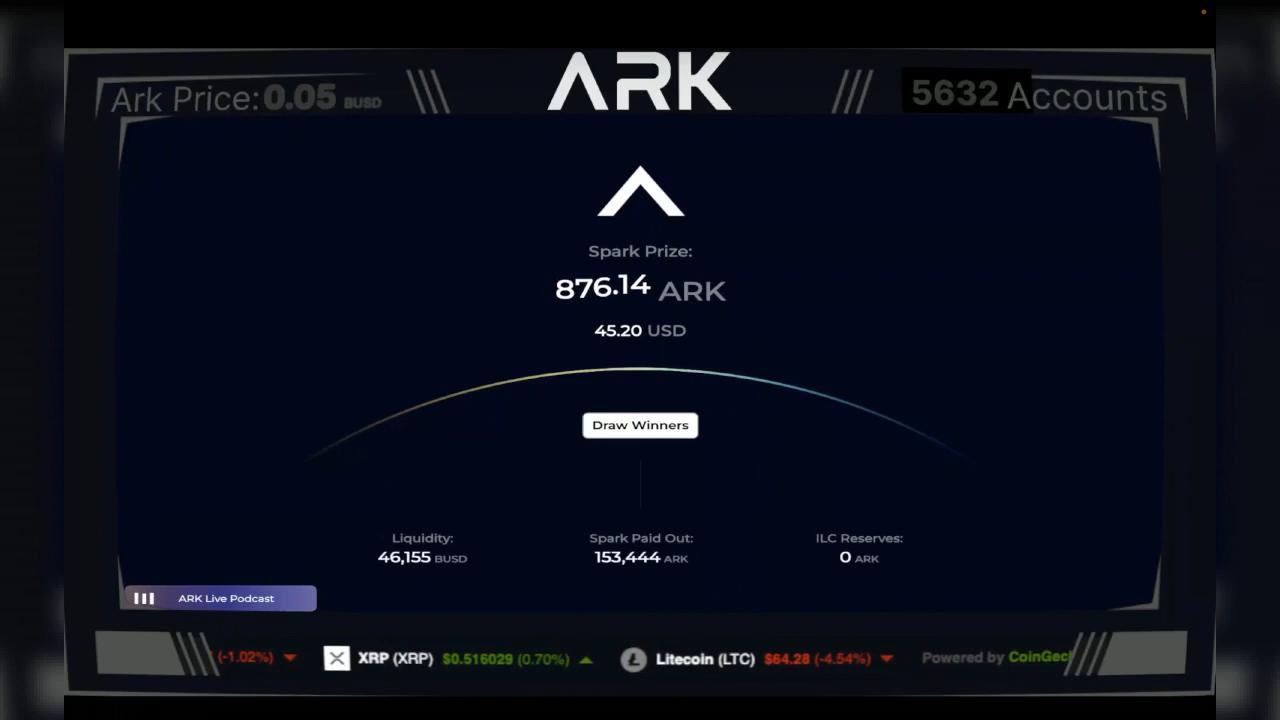 ARK
Ark Price: 0.05 BUSD
5632 Accounts
Spark Prize:
876.14 ARK
45.20 USD
Draw Winners
Liquidity:
46,155 BUSD
Spark Paid Out:
153,444 ARK
ILC Reserves:
0 ARK
ARK Live Podcast
(-1.02%)
XRP (XRP) $0.516029 (0.70%)
Litecoin (LTC) $64.28 (-4.54%)
Powered by